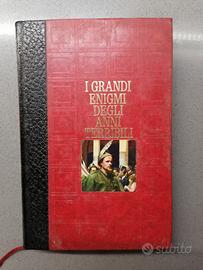 I GRANDI
ENIGMI
DEGLI
ANNI
TERRIBILI
subito